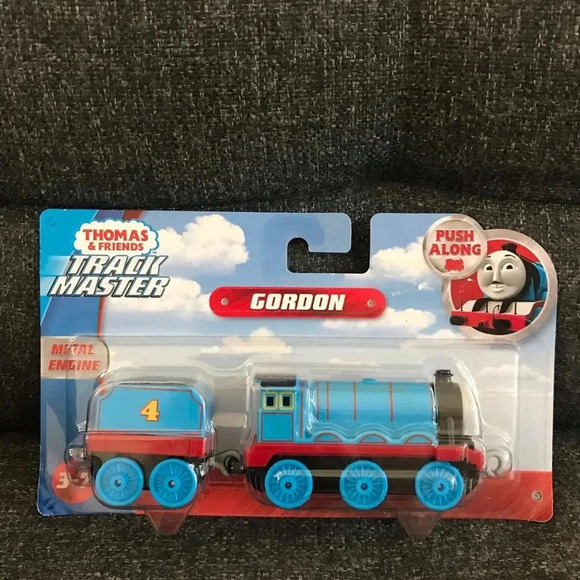 THOMAS
& FRIENDS
TRACK
MASTER
GORDON
PUSH
ALONG
METAL
ENGINE
4